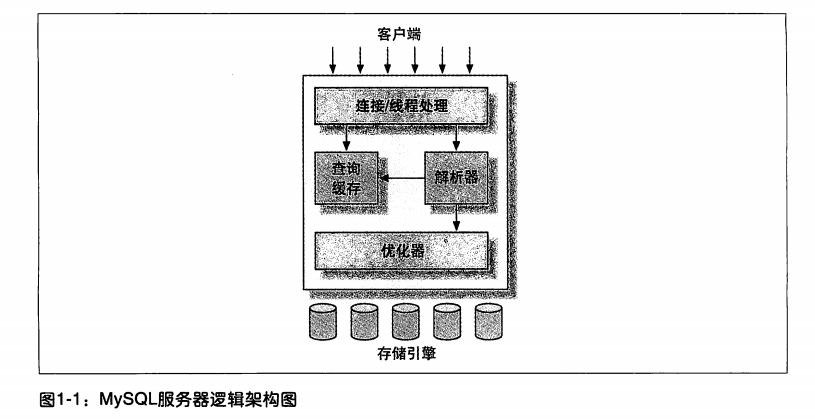 客户端
连接/线程处理
查询
缓存
解析器
优化器
存储引擎
图1-1：MySQL服务器逻辑架构图